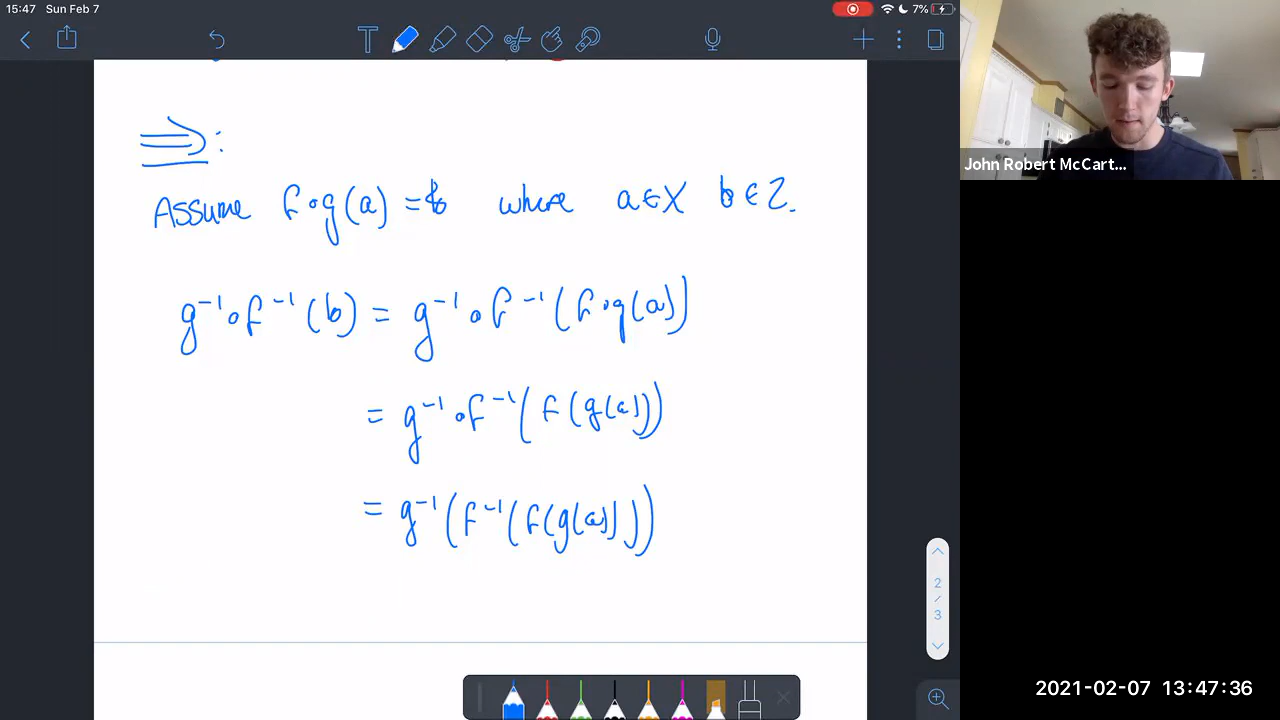 15:47 Sun Feb 7
7%
T
⇒:
Assume f∘g(a) = b where a∈X b∈Z.
g⁻¹∘f⁻¹(b) = g⁻¹∘f⁻¹(f∘g(a))
= g⁻¹∘f⁻¹(f(g(a)))
= g⁻¹(f⁻¹(f(g(a))))
2
/
3
John Robert McCart...
2021-02-07 13:47:36